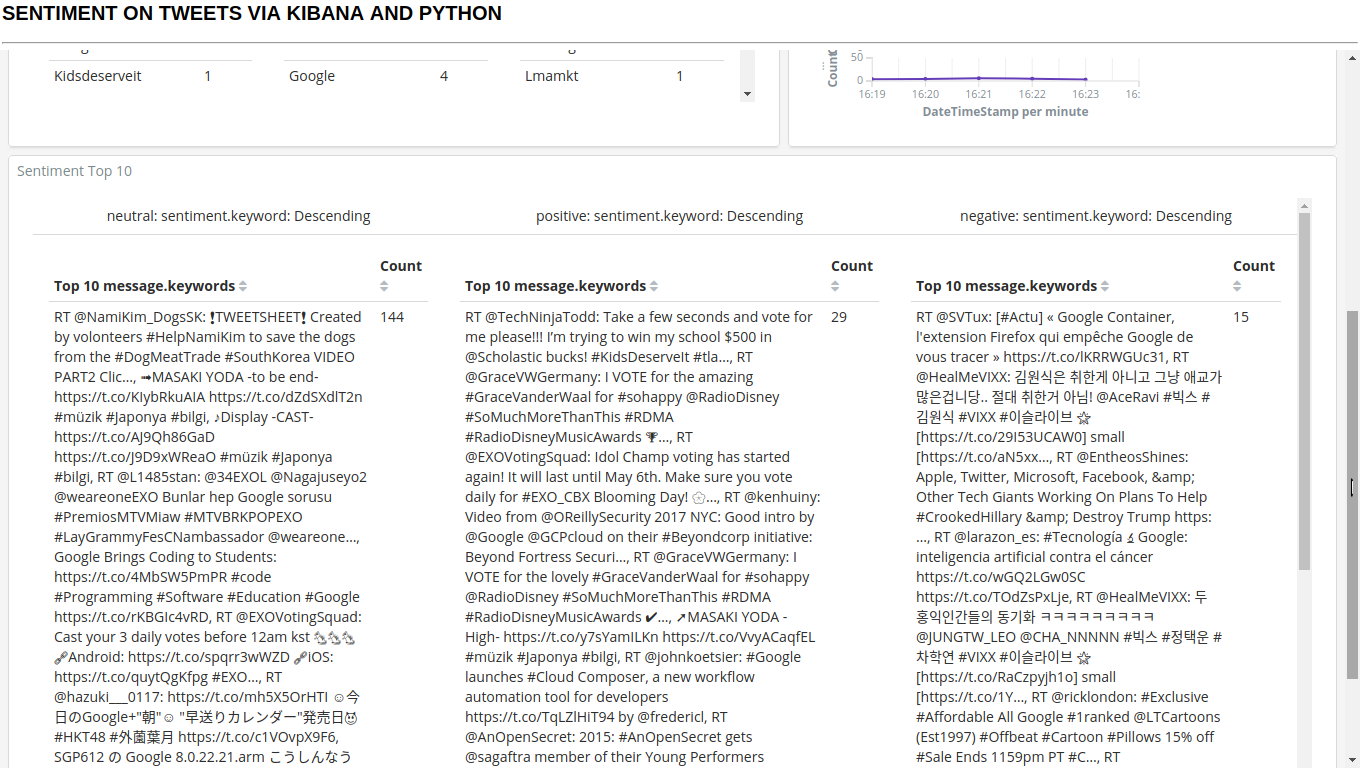 SENTIMENT ON TWEETS VIA KIBANA AND PYTHON
Kidsdeserveit 1 Google 4 Lmamkt 1
Count
50
0
16:19 16:20 16:21 16:22 16:23 16:
DateTimeStamp per minute
Sentiment Top 10
neutral: sentiment.keyword: Descending
Top 10 message.keywords Count
RT @NamiKim_DogsSK: ❗TWEETSHEET❗ Created 144
by volunteers #HelpNamiKim to save the dogs
from the #DogMeatTrade #SouthKorea VIDEO
PART2 Clic…, ➟MASAKI YODA -to be end-
https://t.co/KIybRkuAIA https://t.co/dZdSXdlT2n
#müzik #Japonya #bilgi, ♪Display -CAST-
https://t.co/AJ9Qh86GaD
https://t.co/J9D9xWReaO #müzik #Japonya
#bilgi, RT @L1485stan: @34EXOL @Nagajuseyo2
@weareoneEXO Bunlar hep Google sorusu
#PremiosMTVMiaw #MTVBRKPOPEXO
#LayGrammyFesCNambassador @weareone…,
Google Brings Coding to Students:
https://t.co/4MbSW5PmPR #code
#Programming #Software #Education #Google
https://t.co/rKBGIc4vRD, RT @EXOVotingSquad:
Cast your 3 daily votes before 12am kst 🐔🐔🐔
🔗Android: https://t.co/spqrr3wWZD 🔗iOS:
https://t.co/quytQgKfpg #EXO…, RT
@hazuki___0117: https://t.co/mh5X5OrHTI ☺今
日のGoogle+"朝"☺ "早送りカレンダー"発売日😈
#HKT48 #外薗葉月 https://t.co/c1VOvpX9F6,
SGP612 の Google 8.0.22.21.arm こうしんなう
positive: sentiment.keyword: Descending
Top 10 message.keywords Count
RT @TechNinjaTodd: Take a few seconds and vote for 29
me please!!! I’m trying to win my school $500 in
@Scholastic bucks! #KidsDeserveIt #tla…, RT
@GraceVWGermany: I VOTE for the amazing
#GraceVanderWaal for #sohappy @RadioDisney
#SoMuchMoreThanThis #RDMA
#RadioDisneyMusicAwards 🏆…, RT
@EXOVotingSquad: Idol Champ voting has started
again! It will last until May 6th. Make sure you vote
daily for #EXO_CBX Blooming Day! 🌸…, RT @kenhuiny:
Video from @OReillySecurity 2017 NYC: Good intro by
@Google @GCPcloud on their #Beyondcorp initiative:
Beyond Fortress Securi…, RT @GraceVWGermany: I
VOTE for the lovely #GraceVanderWaal for #sohappy
@RadioDisney #SoMuchMoreThanThis #RDMA
#RadioDisneyMusicAwards ✔…, ➚MASAKI YODA -
High- https://t.co/y7sYamILKn https://t.co/VvyACaqfEL
#müzik #Japonya #bilgi, RT @johnkoetsier: #Google
launches #Cloud Composer, a new workflow
automation tool for developers
https://t.co/TqLZlHiT94 by @fredericl, RT
@AnOpenSecret: 2015: #AnOpenSecret gets
@sagaftra member of their Young Performers
negative: sentiment.keyword: Descending
Top 10 message.keywords Count
RT @SVTux: [#Actu] « Google Container, 15
l'extension Firefox qui empêche Google de
vous tracer » https://t.co/lKRRWGUc31, RT
@HealMeVIXX: 김원식은 취한게 아니고 그냥 애교가
많은겁니당.. 절대 취한거 아님! @AceRavi #빅스 #
김원식 #VIXX #이슬라이브 ✩
[https://t.co/29I53UCAW0] small
[https://t.co/aN5xx…, RT @EntheosShines:
Apple, Twitter, Microsoft, Facebook, &amp;
Other Tech Giants Working On Plans To Help
#CrookedHillary &amp; Destroy Trump https:
…, RT @larazon_es: #Tecnología 🔬 Google:
inteligencia artificial contra el cáncer
https://t.co/wGQ2LGw0SC
https://t.co/TOdZsPxLje, RT @HealMeVIXX: 두
홍익인간들의 동기화 ㅋㅋㅋㅋㅋㅋㅋㅋㅋ
@JUNGTW_LEO @CHA_NNNNN #빅스 #정택운 #
차학연 #VIXX #이슬라이브 ✩
[https://t.co/RaCzpyjh1o] small
[https://t.co/1Y…, RT @ricklondon: #Exclusive
#Affordable All Google #1ranked @LTCartoons
(Est1997) #Offbeat #Cartoon #Pillows 15% off
#Sale Ends 1159pm PT #C…, RT